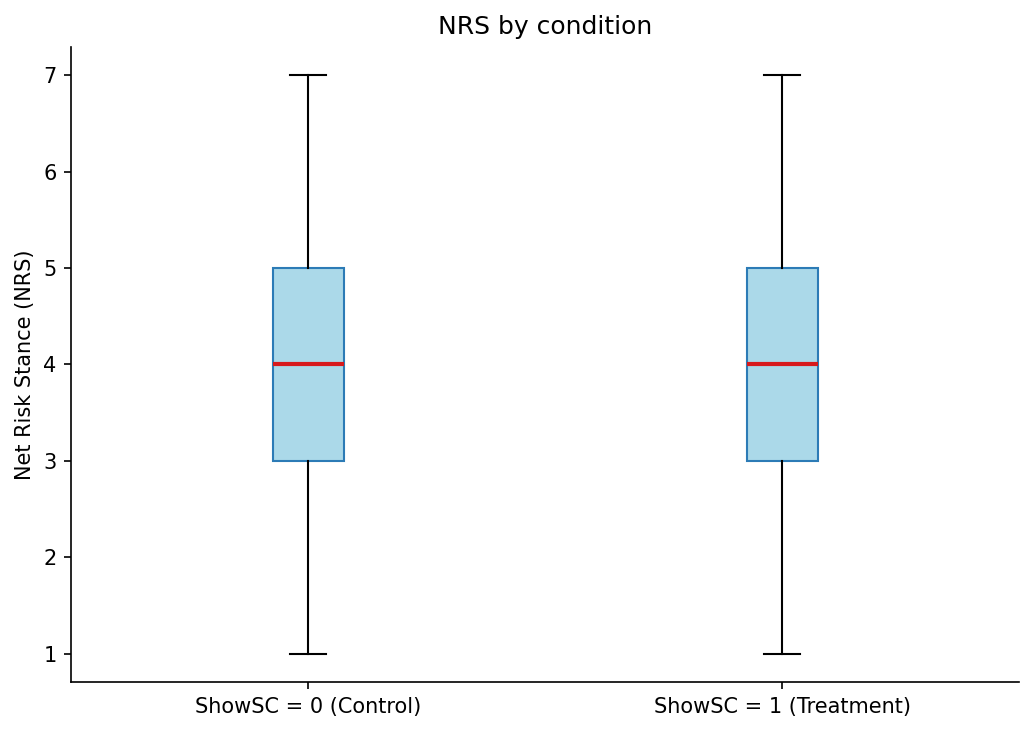 NRS by condition
Net Risk Stance (NRS)
7
6
5
4
3
2
1
ShowSC = 0 (Control)
ShowSC = 1 (Treatment)